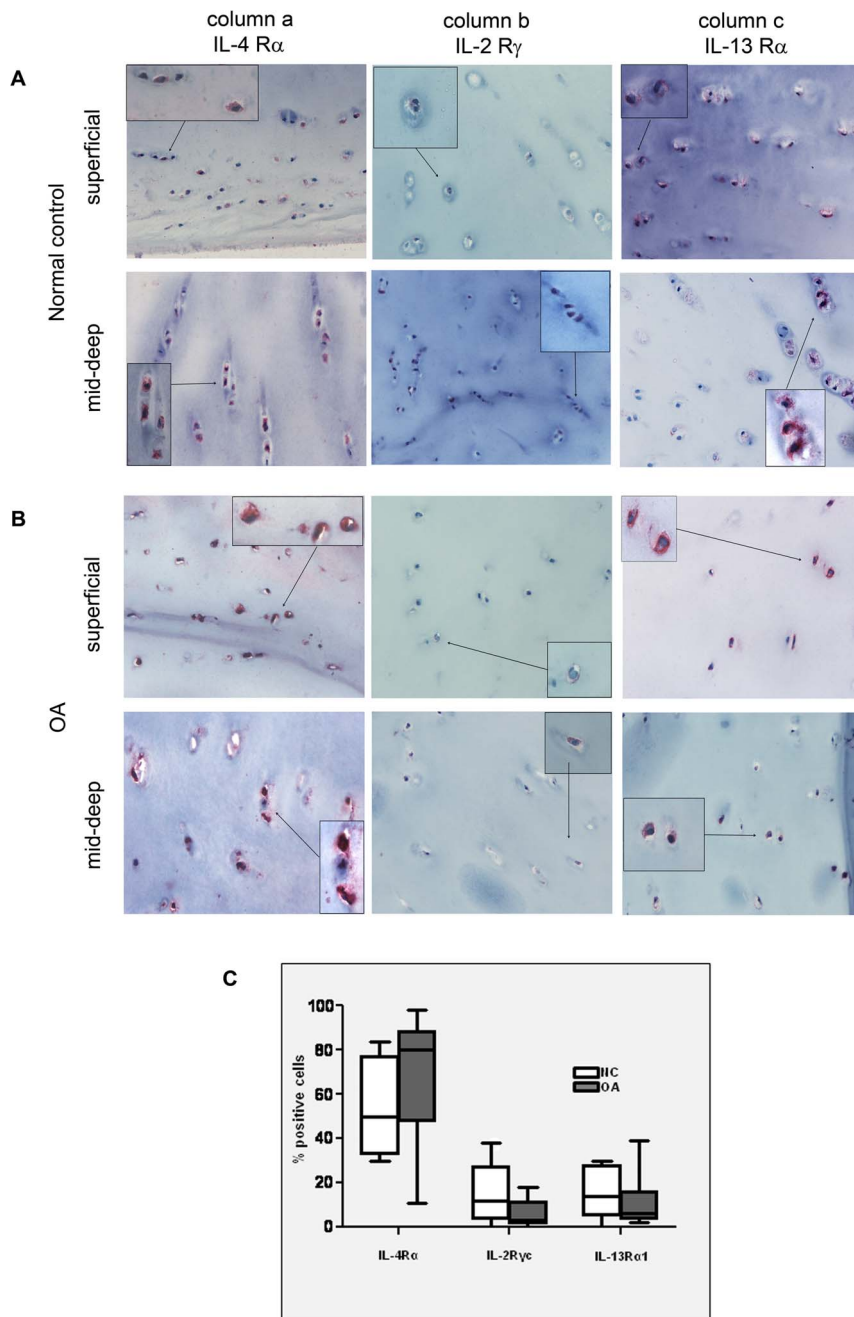 column a column b column c
IL-4 Rα IL-2 Rγ IL-13 Rα
A
Normal control
superficial
mid-deep
B
OA
superficial
mid-deep
C
100
80
60
40
20
0
% positive cells
NC
OA
IL-4Rα IL-2Rγc IL-13Rα1